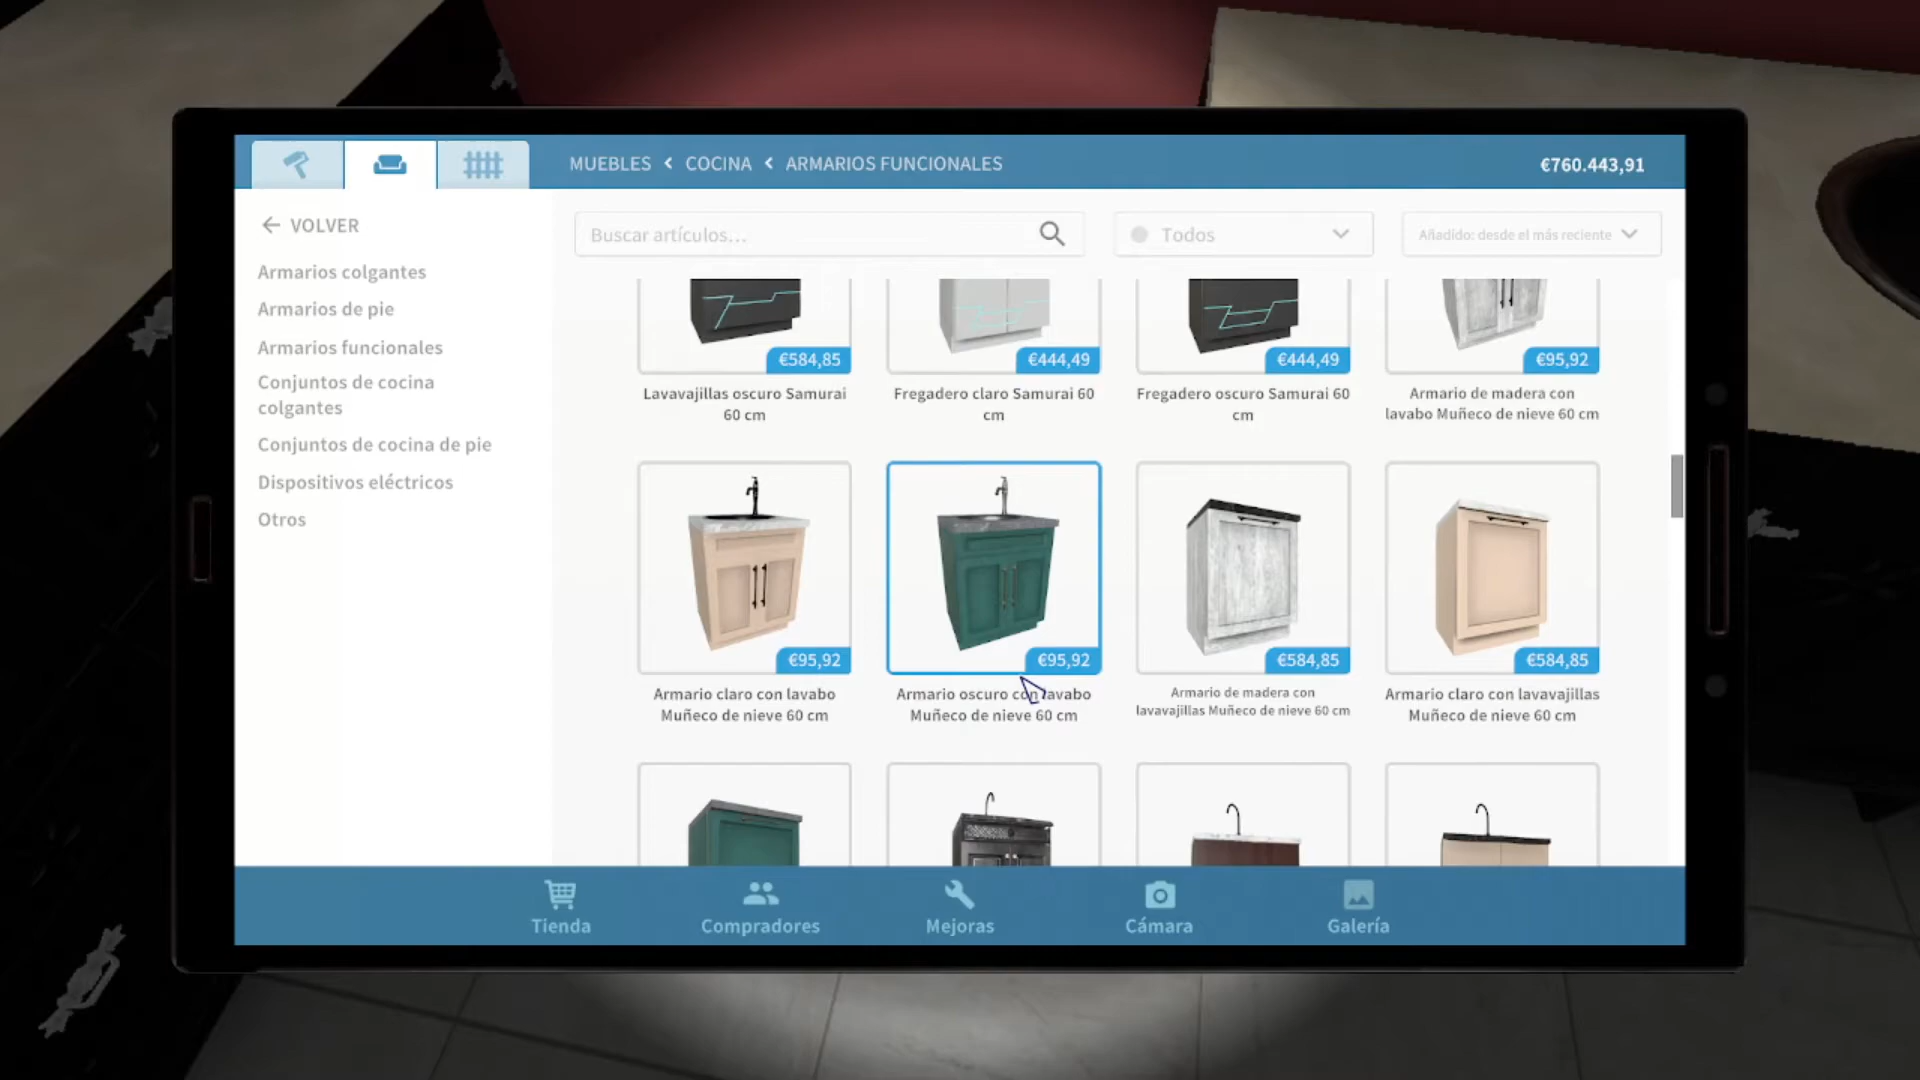 MUEBLES < COCINA < ARMARIOS FUNCIONALES
€760.443,91
VOLVER
Armarios colgantes
Armarios de pie
Armarios funcionales
Conjuntos de cocina
colgantes
Conjuntos de cocina de pie
Dispositivos eléctricos
Otros
Buscar artículos...
Todos
Añadido: desde el más reciente
€584,85
€444,49
€444,49
€95,92
Lavavajillas oscuro Samurai
60 cm
Fregadero claro Samurai 60
cm
Fregadero oscuro Samurai 60
cm
Armario de madera con
lavabo Muñeco de nieve 60 cm
€95,92
€95,92
€584,85
€584,85
Armario claro con lavabo
Muñeco de nieve 60 cm
Armario oscuro con lavabo
Muñeco de nieve 60 cm
Armario de madera con
lavavajillas Muñeco de nieve 60 cm
Armario claro con lavavajillas
Muñeco de nieve 60 cm
Tienda
Compradores
Mejoras
Cámara
Galería